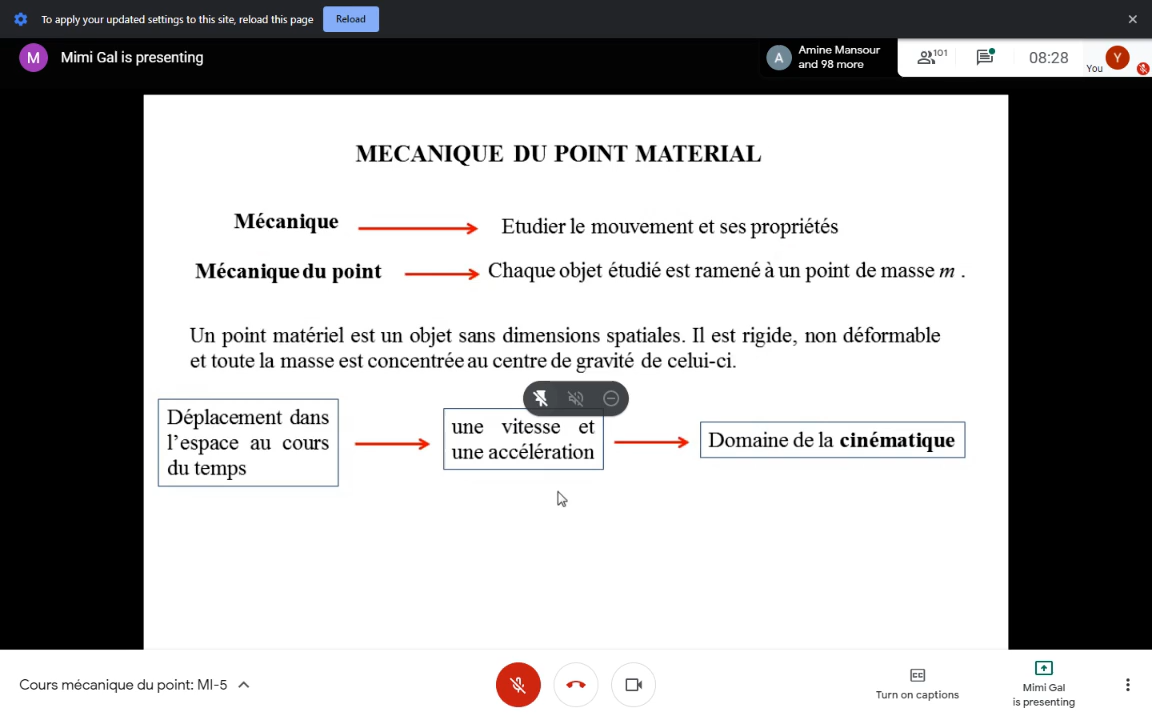 To apply your updated settings to this site, reload this page
Reload
M
Mimi Gal is presenting
A
Amine Mansour
and 98 more
101
08:28
You
Y
MECANIQUE DU POINT MATERIAL
Mécanique
Etudier le mouvement et ses propriétés
Mécanique du point
Chaque objet étudié est ramené à un point de masse m .
Un point matériel est un objet sans dimensions spatiales. Il est rigide, non déformable
et toute la masse est concentrée au centre de gravité de celui-ci.
Déplacement dans
l’espace au cours
du temps
une vitesse et
une accélération
Domaine de la cinématique
Cours mécanique du point: MI-5
Turn on captions
Mimi Gal
is presenting